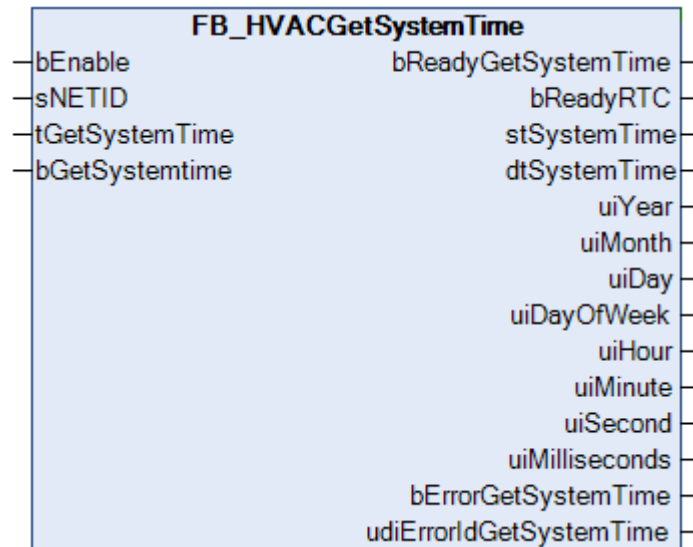 FB_HVACGetSystemTime
bEnable bReadyGetSystemTime
sNETID bReadyRTC
tGetSystemTime stSystemTime
bGetSystemtime dtSystemTime
uiYear
uiMonth
uiDay
uiDayOfWeek
uiHour
uiMinute
uiSecond
uiMilliseconds
bErrorGetSystemTime
udiErrorIdGetSystemTime